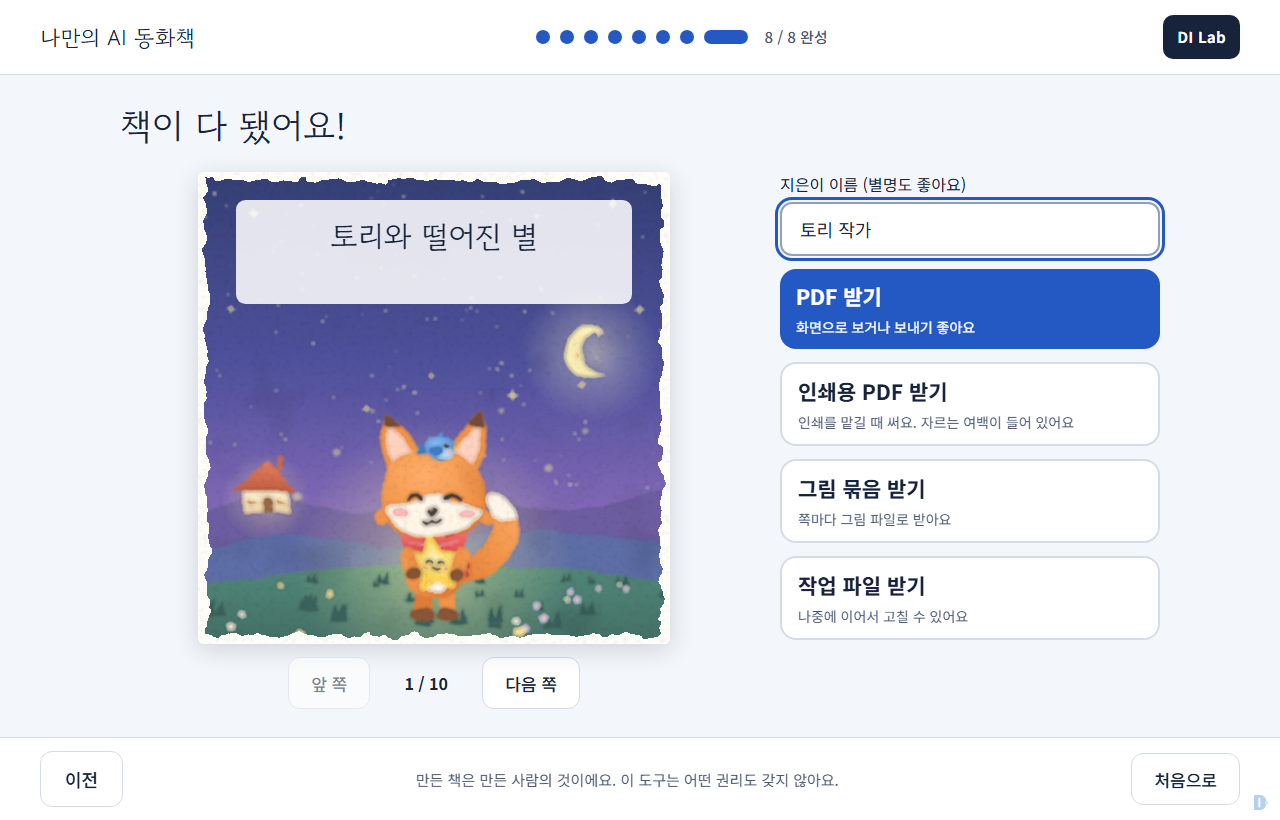 나만의 AI 동화책
8 / 8 완성
DI Lab
책이 다 됐어요!
토리와 떨어진 별
앞 쪽
1 / 10
다음 쪽
지은이 이름 (별명도 좋아요)
토리 작가
PDF 받기
화면으로 보거나 보내기 좋아요
인쇄용 PDF 받기
인쇄를 맡길 때 써요. 자르는 여백이 들어 있어요
그림 묶음 받기
쪽마다 그림 파일로 받아요
작업 파일 받기
나중에 이어서 고칠 수 있어요
이전
만든 책은 만든 사람의 것이에요. 이 도구는 어떤 권리도 갖지 않아요.
처음으로